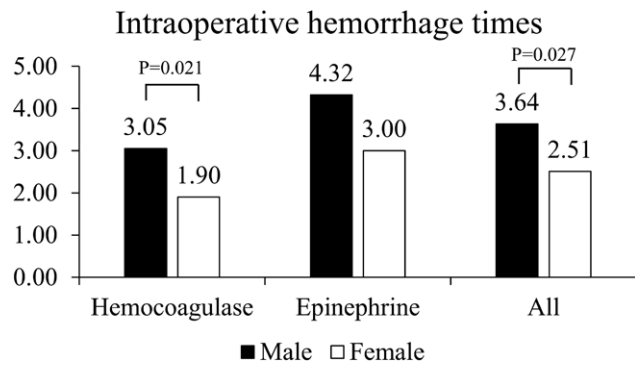 Intraoperative hemorrhage times
5.00
4.00
3.00
2.00
1.00
0.00
P=0.021
3.05
1.90
4.32
3.00
P=0.027
3.64
2.51
Hemocoagulase
Epinephrine
All
Male
Female